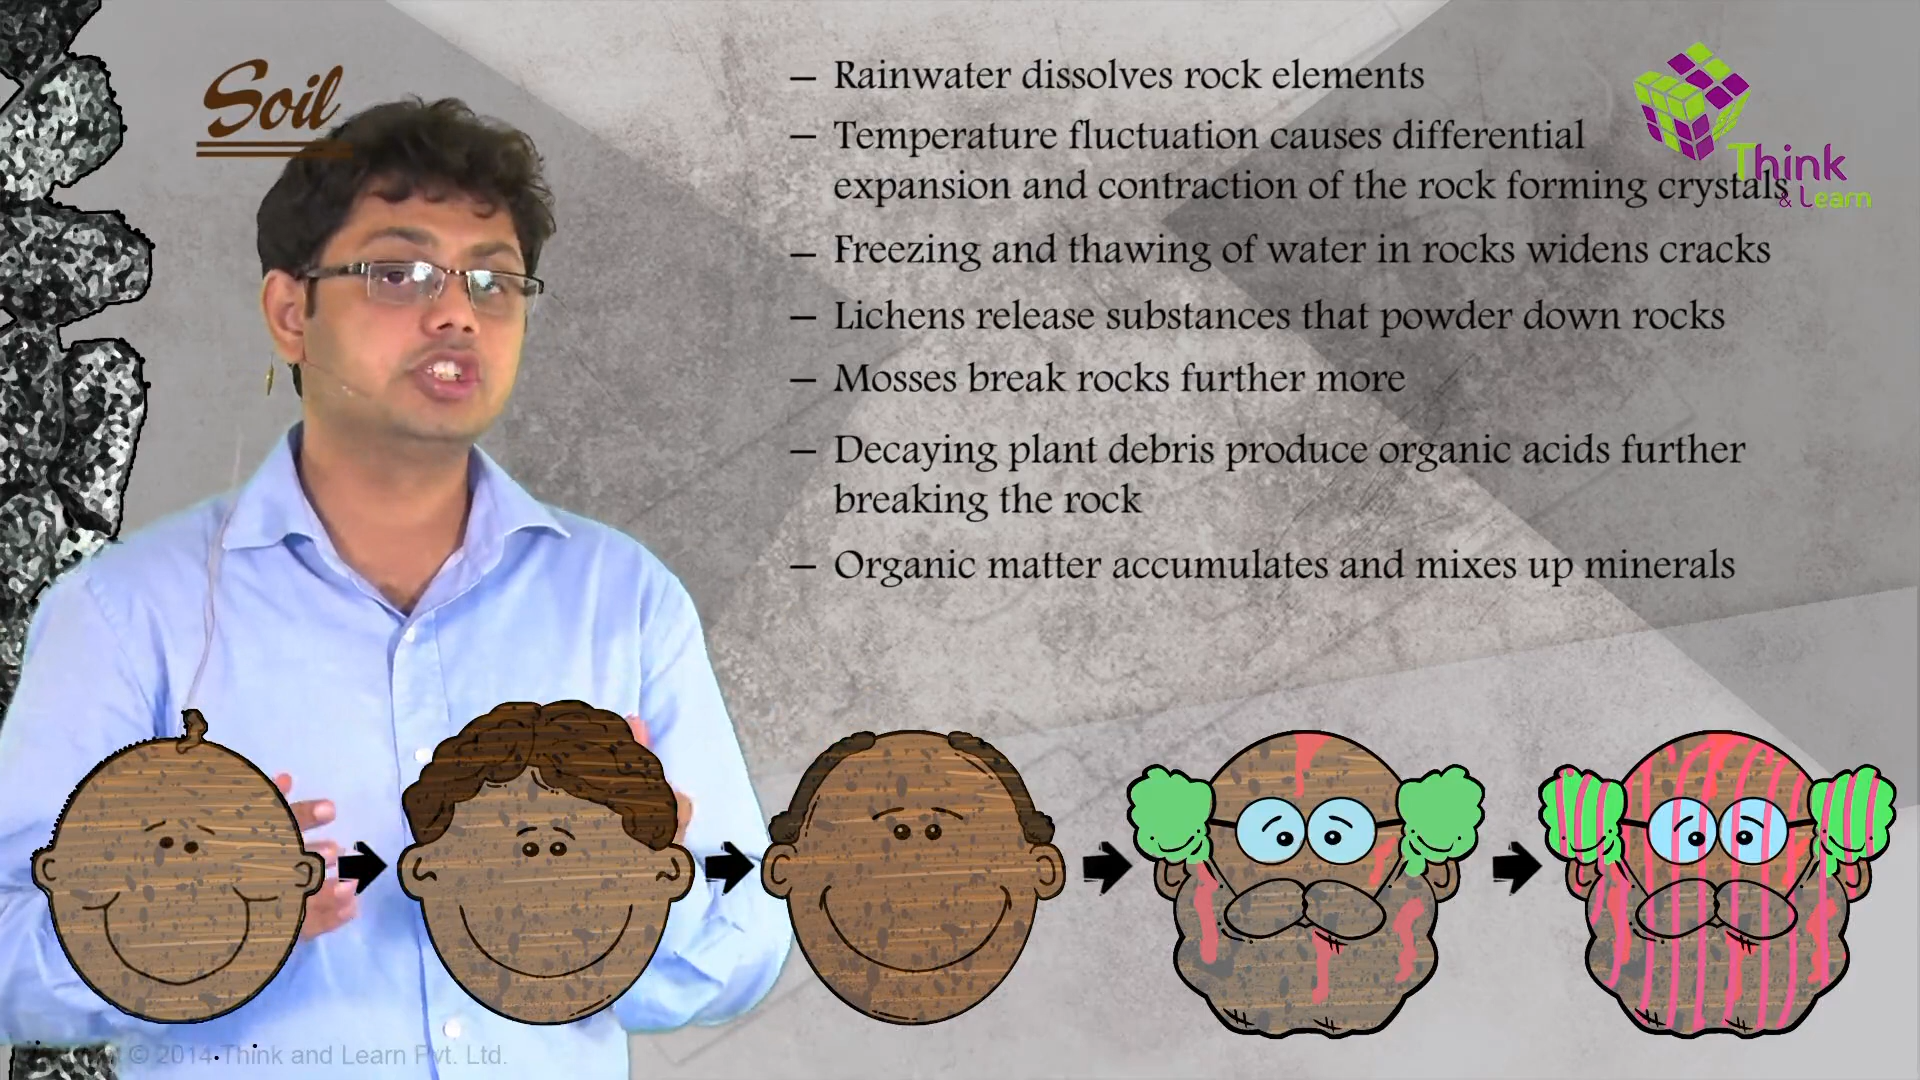 Soil
– Rainwater dissolves rock elements
– Temperature fluctuation causes differential
expansion and contraction of the rock forming crystals
– Freezing and thawing of water in rocks widens cracks
– Lichens release substances that powder down rocks
– Mosses break rocks further more
– Decaying plant debris produce organic acids further
breaking the rock
– Organic matter accumulates and mixes up minerals
Think
& Learn
© 2014 Think and Learn Pvt. Ltd.